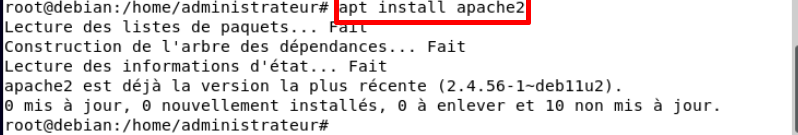 root@debian:/home/administrateur# apt install apache2
Lecture des listes de paquets... Fait
Construction de l'arbre des dépendances... Fait
Lecture des informations d'état... Fait
apache2 est déjà la version la plus récente (2.4.56-1~deb11u2).
0 mis à jour, 0 nouvellement installés, 0 à enlever et 10 non mis à jour.
root@debian:/home/administrateur#